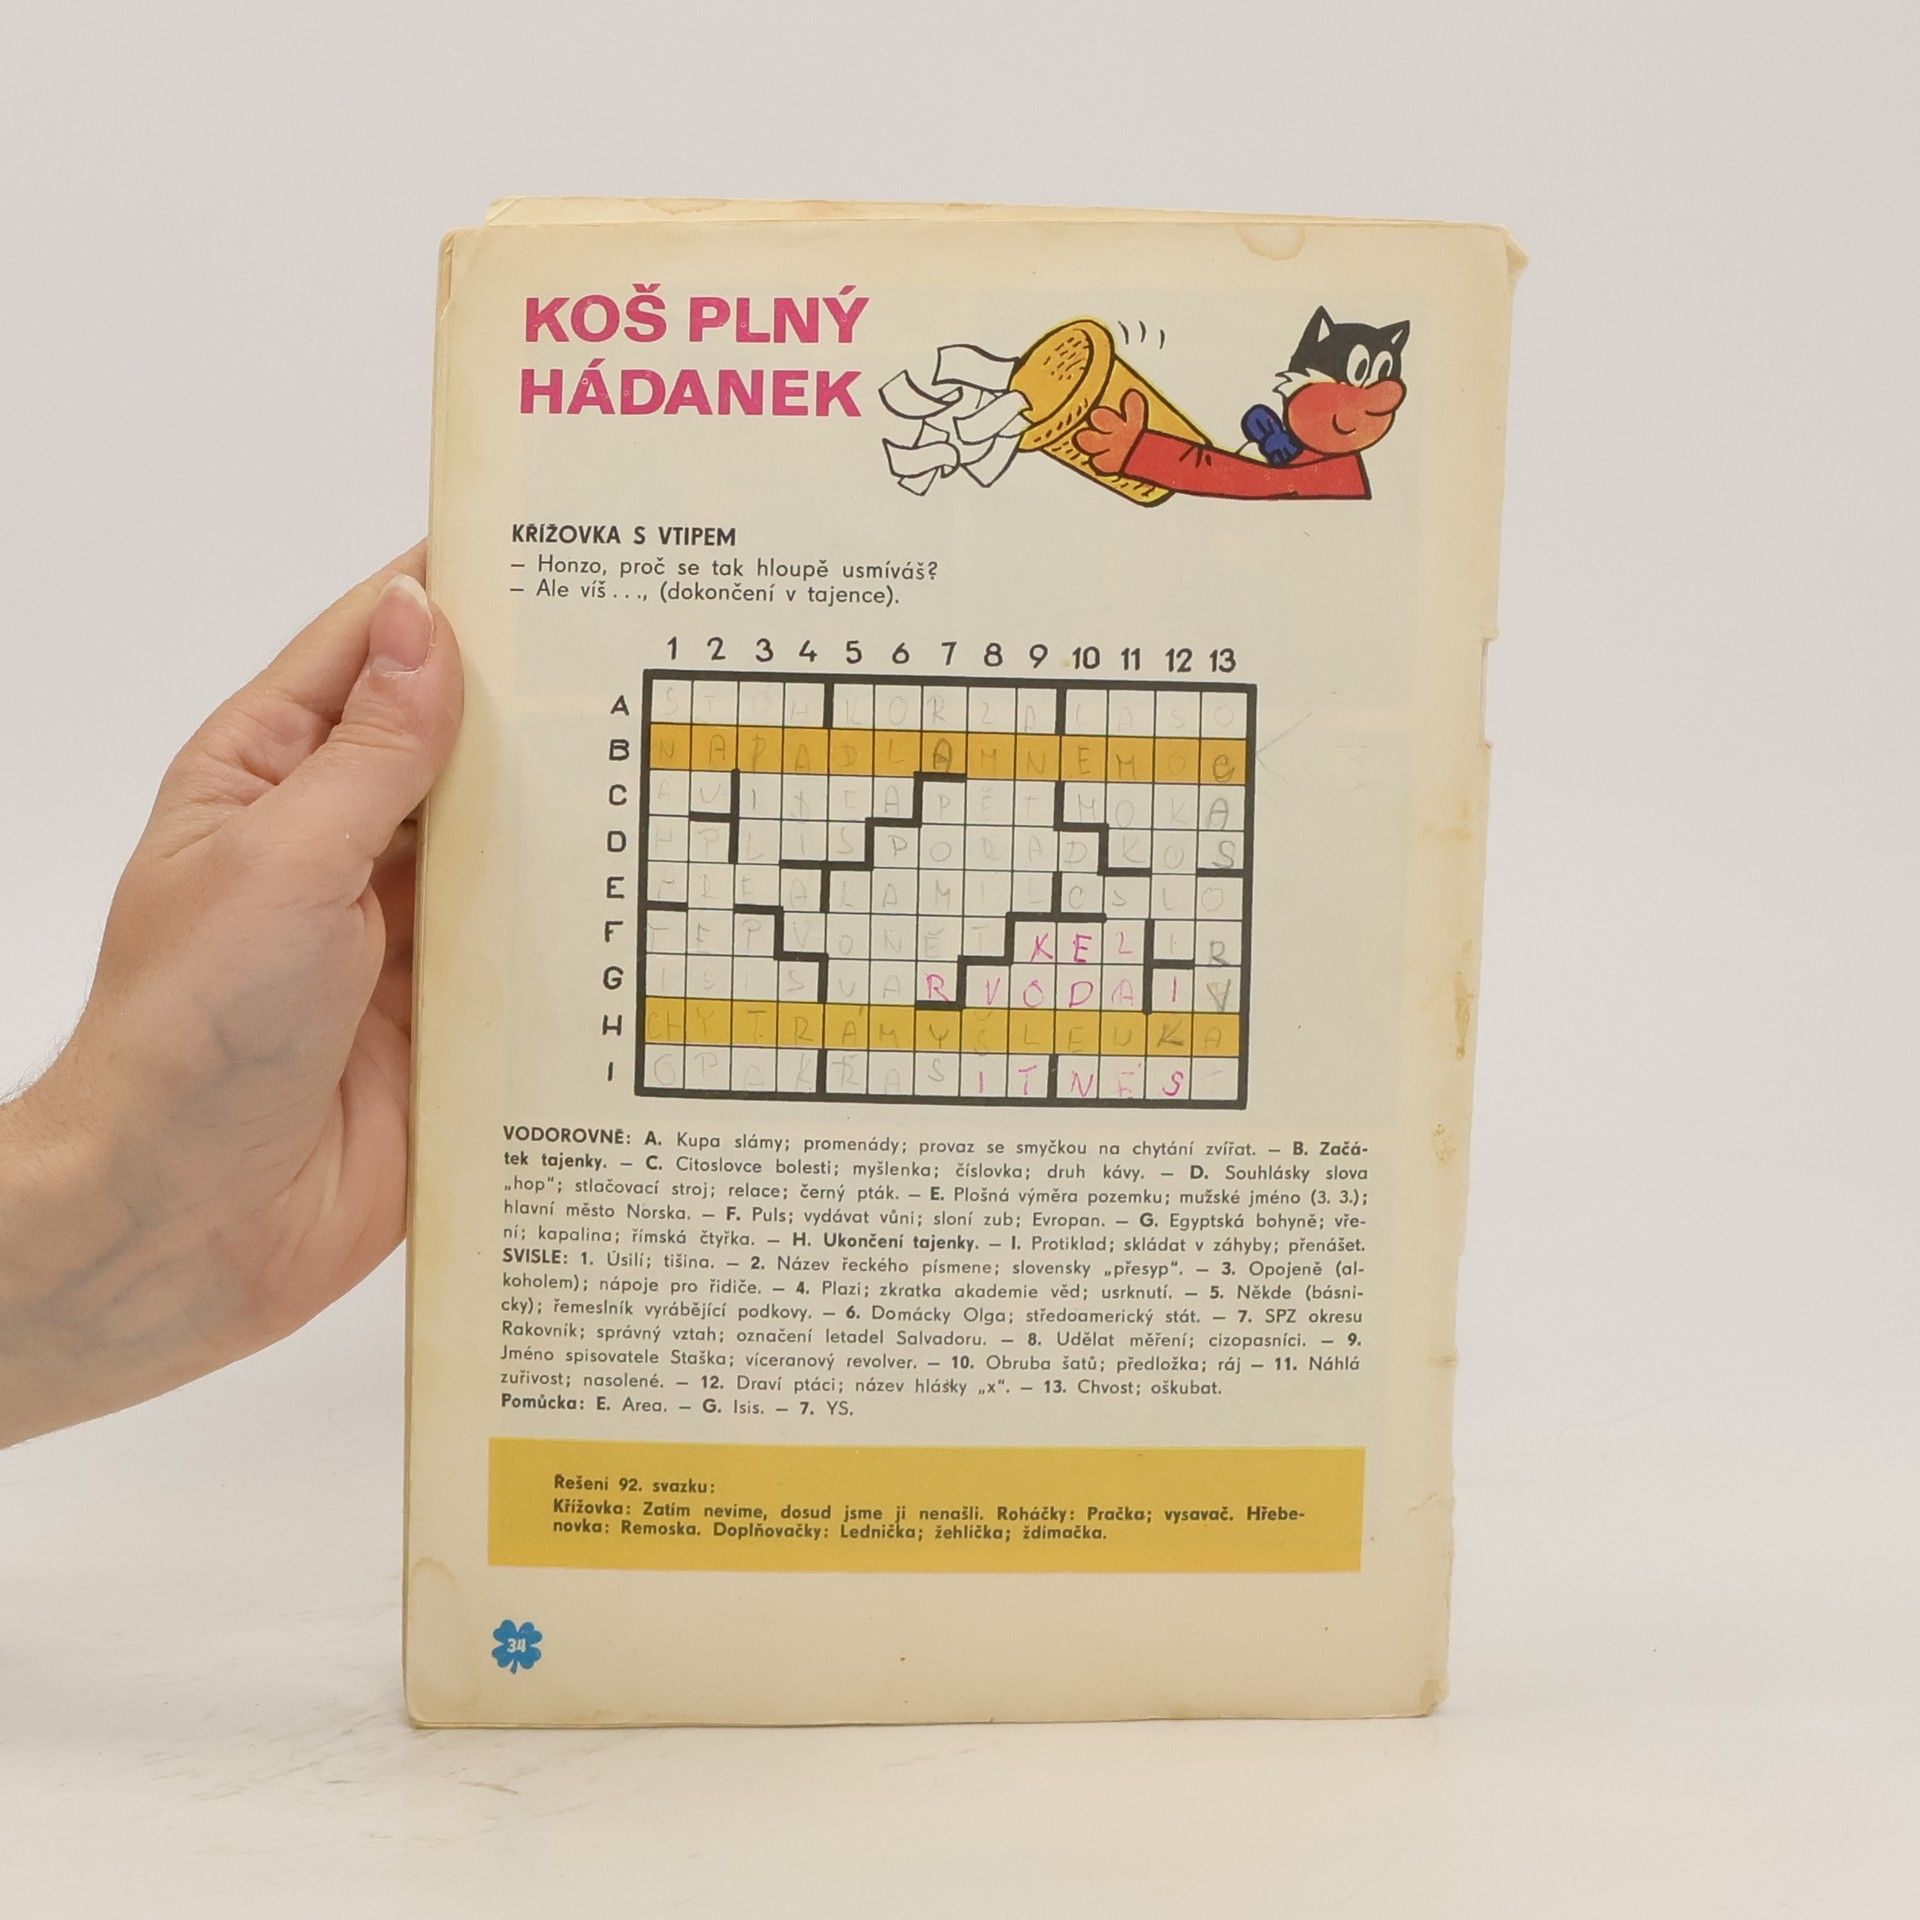 KOŠ PLNÝ
HÁDANEK
KŘÍŽOVKA S VTIPEM
– Honzo, proč se tak hloupě usmíváš?
– Ale víš..., (dokončení v tajence).
1 2 3 4 5 6 7 8 9 10 11 12 13
A S T O H K O R Z A L A S O
B N A P A D L A M N E M O C
C A U I D E A P Ě T M O K A
D H P L I S P O Ř A D K O S
E A R E A L A M I L O S L O
F T E P V O N Ě T K E L I R
G I S I S V A R V O D A I V
H CH Y T R Á M Y Š L E N K A
I O P A K Ř A S I T N É S T
VODOROVNĚ: A. Kupa slámy; promenády; provaz se smyčkou na chytání zvířat. – B. Začá-
tek tajenky. – C. Citoslovce bolesti; myšlenka; číslovka; druh kávy. – D. Souhlásky slova
„hop"; stlačovací stroj; relace; černý pták. – E. Plošná výměra pozemku; mužské jméno (3. 3.);
hlavní město Norska. – F. Puls; vydávat vůni; sloní zub; Evropan. – G. Egyptská bohyně; vře-
ní; kapalina; římská čtyřka. – H. Ukončení tajenky. – I. Protiklad; skládat v záhyby; přenášet.
SVISLE: 1. Úsilí; tišina. – 2. Název řeckého písmene; slovensky „přesyp". – 3. Opojeně (al-
koholem); nápoje pro řidiče. – 4. Plazi; zkratka akademie věd; usrknutí. – 5. Někde (básni-
cky); řemeslník vyrábějící podkovy. – 6. Domácky Olga; středoamerický stát. – 7. SPZ okresu
Rakovník; správný vztah; označení letadel Salvadoru. – 8. Udělat měření; cizopasníci. – 9.
Jméno spisovatele Staška; víceranový revolver. – 10. Obruba šatů; předložka; ráj – 11. Náhlá
zuřivost; nasolené. – 12. Draví ptáci; název hlásky „x". – 13. Chvost; oškubat.
Pomůcka: E. Area. – G. Isis. – 7. YS.
Řešení 92. svazku:
Křížovka: Zatím nevíme, dosud jsme ji nenašli. Roháčky: Pračka; vysavač. Hřebe-
novka: Remoska. Doplňovačky: Lednička; žehlička; ždímačka.
34